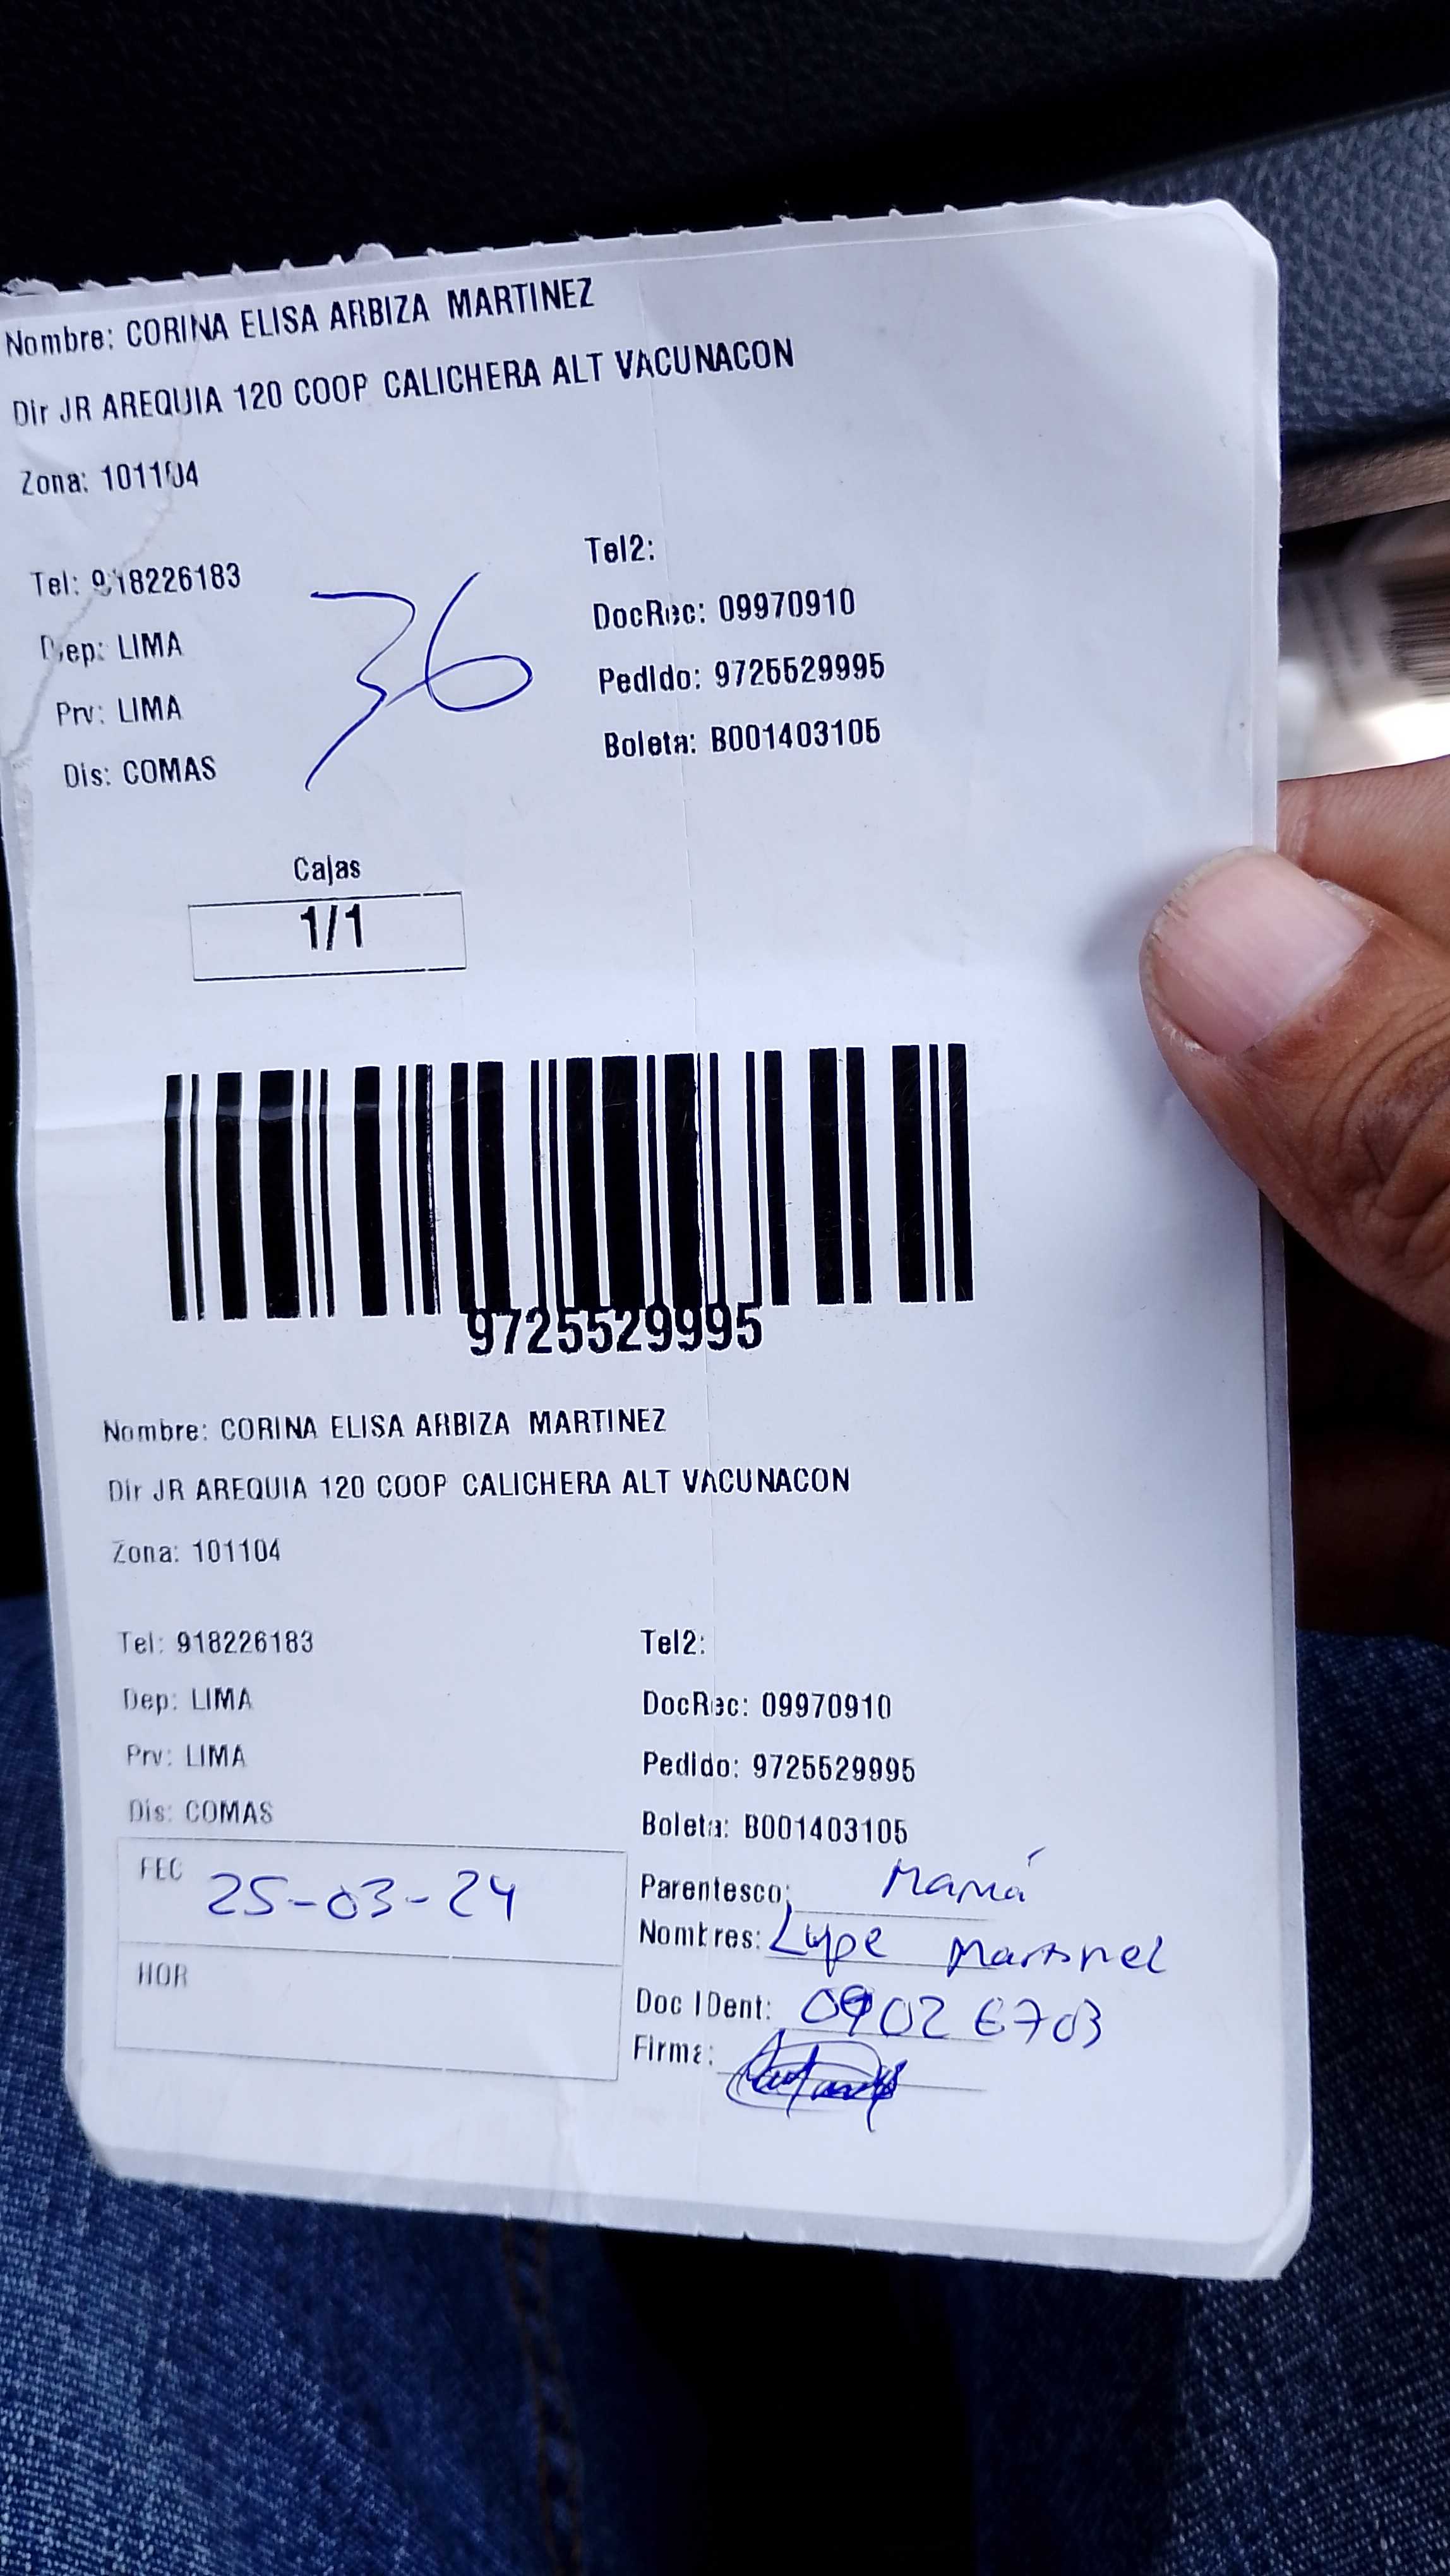 Nombre: CORINA ELISA ARBIZA MARTINEZ
Dir JR AREQUIA 120 COOP CALICHERA ALT VACUNACON
Zona: 101104
Tel: 918226183
Tel2:
Dep: LIMA
DocRec: 09970910
Prv: LIMA
Pedido: 9725529995
Dis: COMAS
Boleta: B001403105
36
Cajas
1/1
9725529995
Nombre: CORINA ELISA ARBIZA MARTINEZ
Dir JR AREQUIA 120 COOP CALICHERA ALT VACUNACON
Zona: 101104
Tel: 918226183
Tel2:
Dep: LIMA
DocRec: 09970910
Prv: LIMA
Pedido: 9725529995
Dis: COMAS
Boleta: B001403105
FEC 25-03-24
Parentesco: Mamá
Nombres: Lupe Martinez
HOR
Doc IDent: 09026703
Firma: